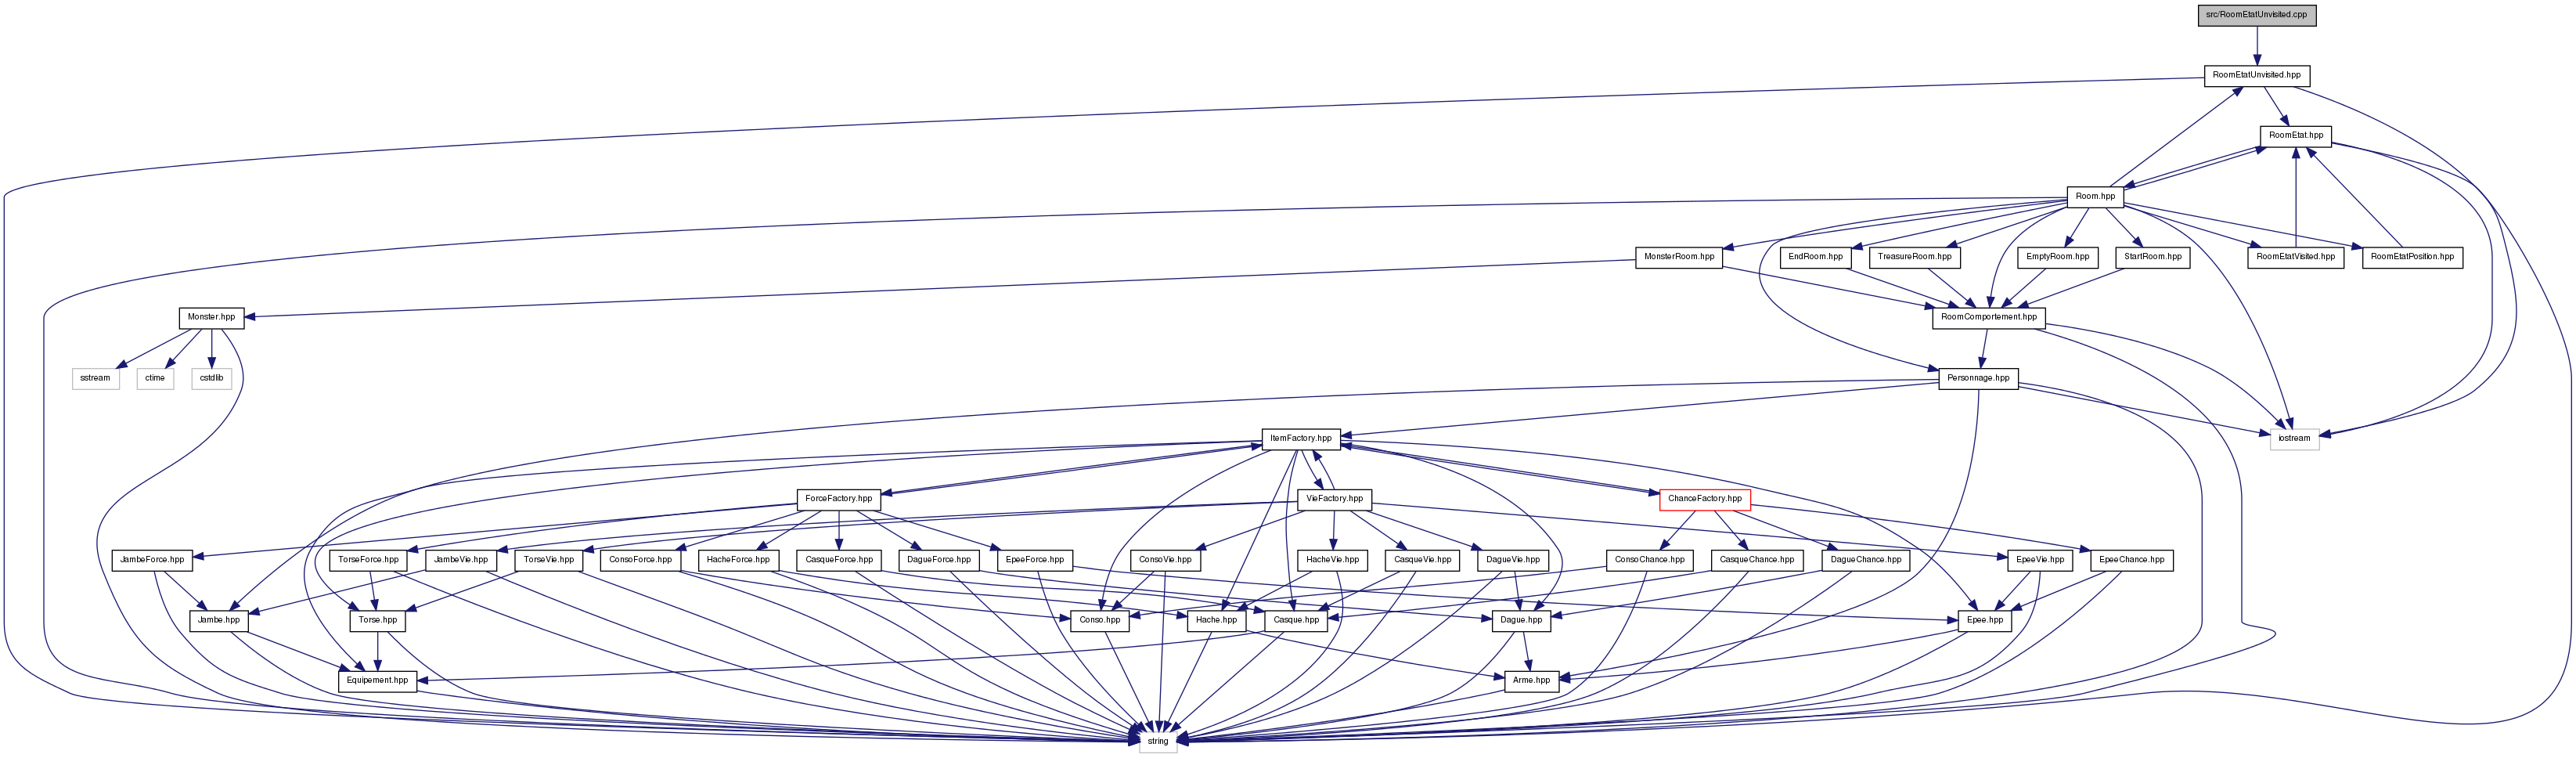 src/RoomEtatUnvisited.cpp
RoomEtatUnvisited.hpp
RoomEtat.hpp
Room.hpp
MonsterRoom.hpp
EndRoom.hpp
TreasureRoom.hpp
EmptyRoom.hpp
StartRoom.hpp
RoomEtatVisited.hpp
RoomEtatPosition.hpp
Monster.hpp
RoomComportement.hpp
sstream
ctime
cstdlib
Personnage.hpp
ItemFactory.hpp
iostream
ForceFactory.hpp
VieFactory.hpp
ChanceFactory.hpp
JambeForce.hpp
TorseForce.hpp
JambeVie.hpp
TorseVie.hpp
ConsoForce.hpp
HacheForce.hpp
CasqueForce.hpp
DagueForce.hpp
EpeeForce.hpp
ConsoVie.hpp
HacheVie.hpp
CasqueVie.hpp
DagueVie.hpp
ConsoChance.hpp
CasqueChance.hpp
DagueChance.hpp
EpeeVie.hpp
EpeeChance.hpp
Jambe.hpp
Torse.hpp
Conso.hpp
Hache.hpp
Casque.hpp
Dague.hpp
Epee.hpp
Equipement.hpp
Arme.hpp
string